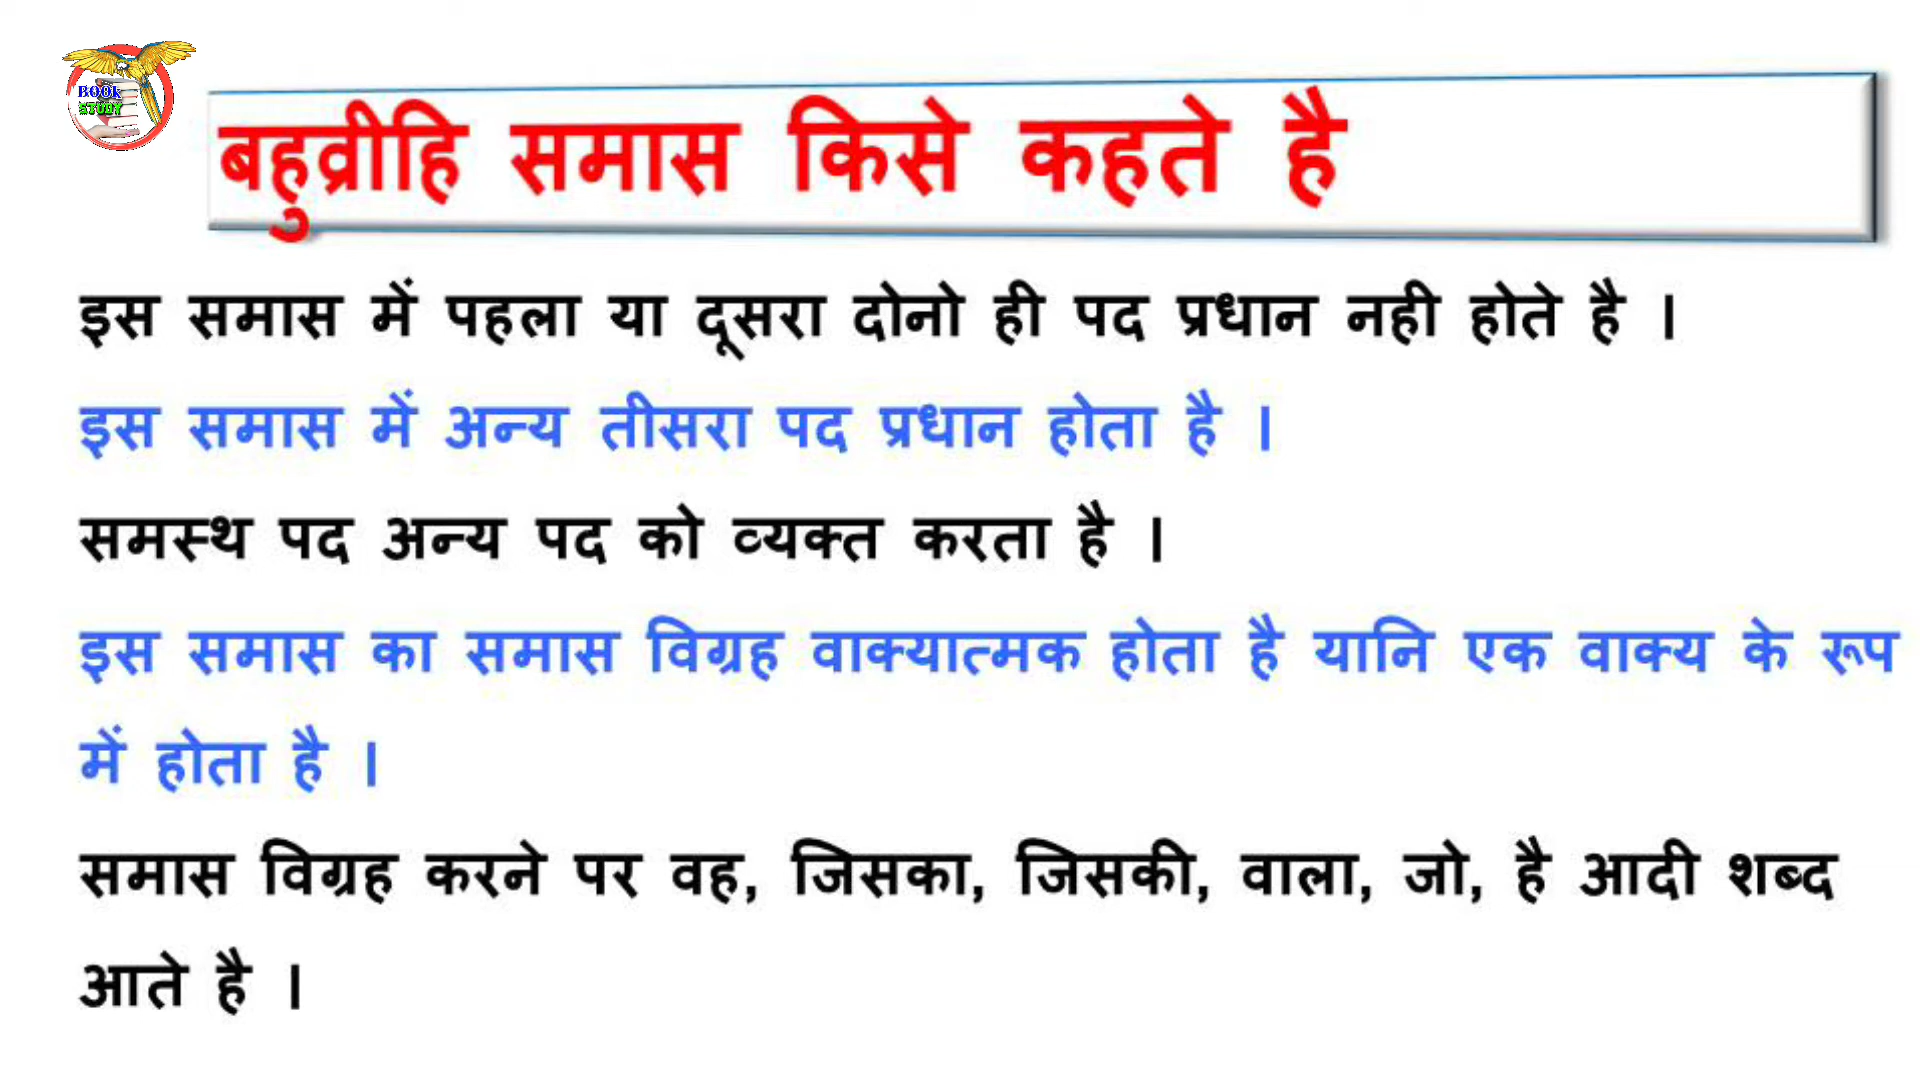 BOOK
STUDY
बहुव्रीहि समास किसे कहते है
इस समास में पहला या दूसरा दोनो ही पद प्रधान नही होते है ।
इस समास में अन्य तीसरा पद प्रधान होता है ।
समस्थ पद अन्य पद को व्यक्त करता है ।
इस समास का समास विग्रह वाक्यात्मक होता है यानि एक वाक्य के रूप
में होता है ।
समास विग्रह करने पर वह, जिसका, जिसकी, वाला, जो, है आदी शब्द
आते है ।